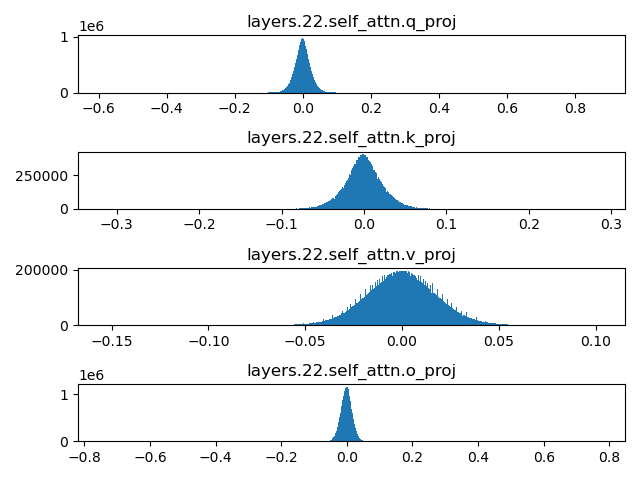 layers.22.self_attn.q_proj
1e6
1
0
−0.6 −0.4 −0.2 0.0 0.2 0.4 0.6 0.8
layers.22.self_attn.k_proj
250000
0
−0.3 −0.2 −0.1 0.0 0.1 0.2 0.3
layers.22.self_attn.v_proj
200000
0
−0.15 −0.10 −0.05 0.00 0.05 0.10
layers.22.self_attn.o_proj
1e6
1
0
−0.8 −0.6 −0.4 −0.2 0.0 0.2 0.4 0.6 0.8